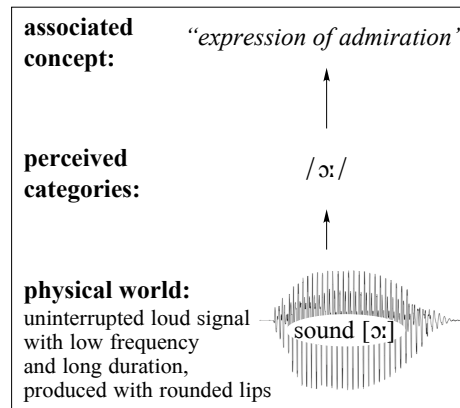 associated
concept:
“expression of admiration”
perceived
categories:
/ɔː/
physical world:
uninterrupted loud signal
with low frequency
and long duration,
produced with rounded lips
sound [ɔː]